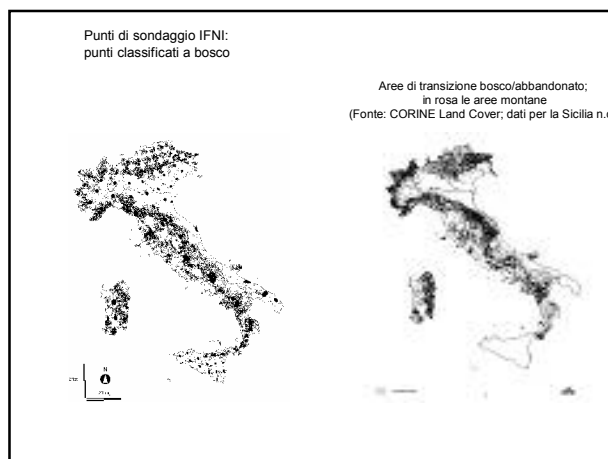 Punti di sondaggio IFNI:
punti classificati a bosco
Aree di transizione bosco/abbandonato;
in rosa le aree montane
(Fonte: CORINE Land Cover; dati per la Sicilia n.d
N